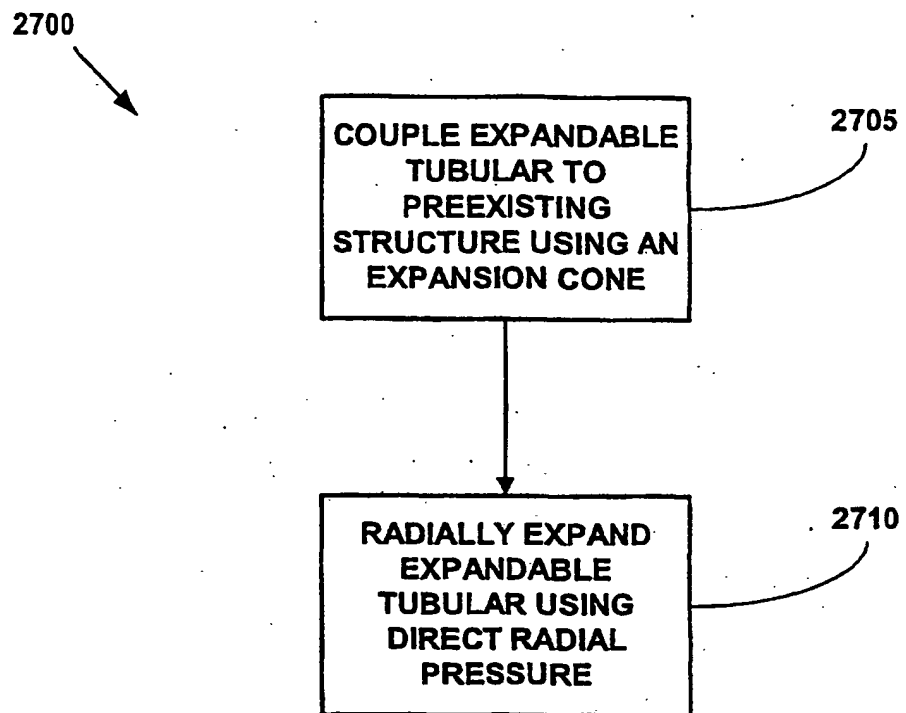 2700
COUPLE EXPANDABLE
TUBULAR TO
PREEXISTING
STRUCTURE USING AN
EXPANSION CONE
2705
RADIALLY EXPAND
EXPANDABLE
TUBULAR USING
DIRECT RADIAL
PRESSURE
2710